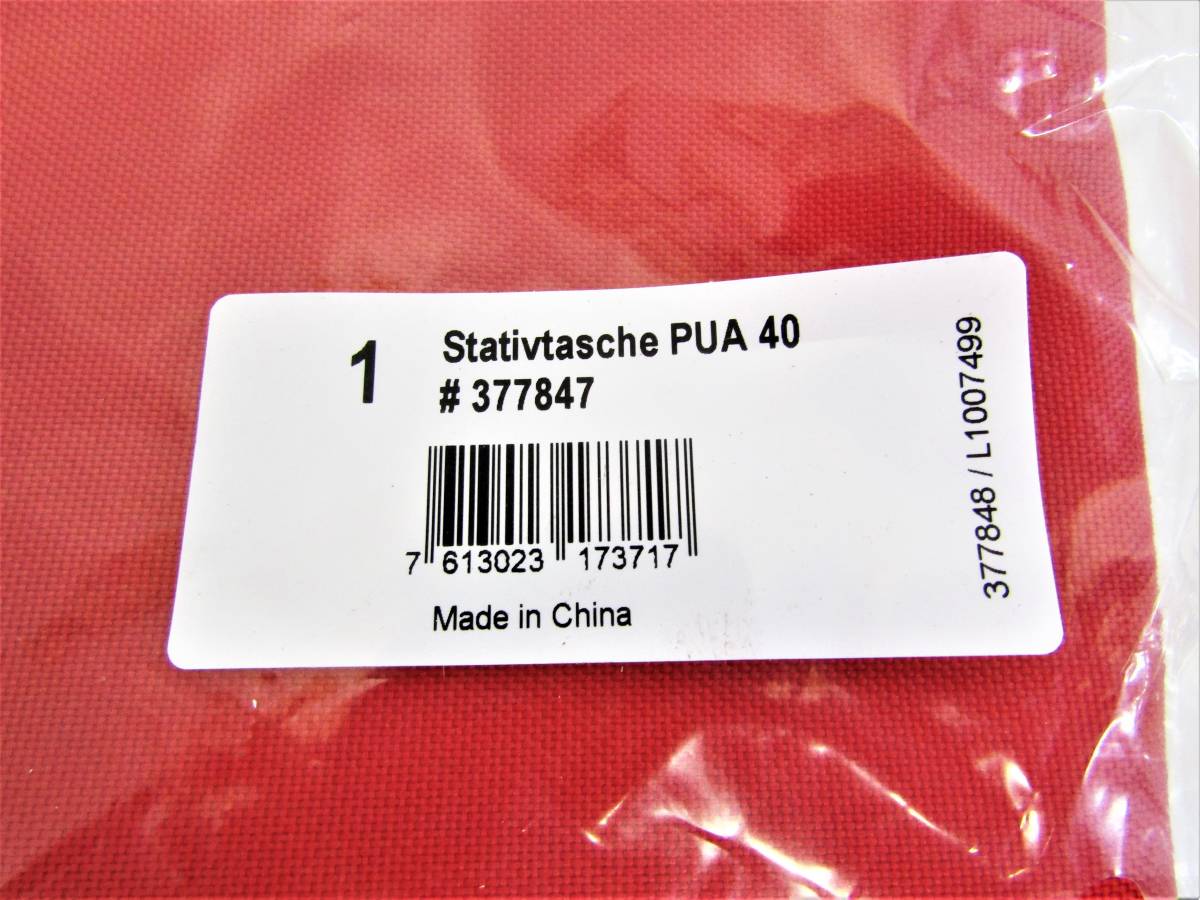 1
Stativtasche PUA 40
# 377847
7 613023 173717
Made in China
377848 / L1007499